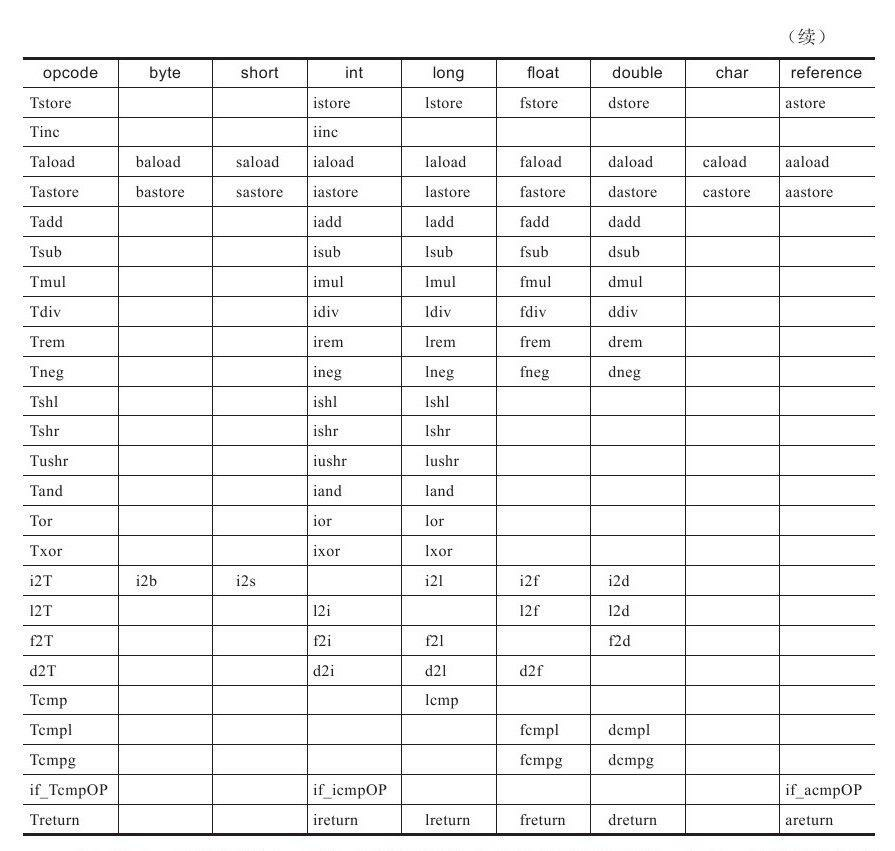 （续）
opcode byte short int long float double char reference
Tstore istore lstore fstore dstore astore
Tinc iinc
Taload baload saload iaload laload faload daload caload aaload
Tastore bastore sastore iastore lastore fastore dastore castore aastore
Tadd iadd ladd fadd dadd
Tsub isub lsub fsub dsub
Tmul imul lmul fmul dmul
Tdiv idiv ldiv fdiv ddiv
Trem irem lrem frem drem
Tneg ineg lneg fneg dneg
Tshl ishl lshl
Tshr ishr lshr
Tushr iushr lushr
Tand iand land
Tor ior lor
Txor ixor lxor
i2T i2b i2s i2l i2f i2d
l2T l2i l2f l2d
f2T f2i f2l f2d
d2T d2i d2l d2f
Tcmp lcmp
Tcmpl fcmpl dcmpl
Tcmpg fcmpg dcmpg
if_TcmpOP if_icmpOP if_acmpOP
Treturn ireturn lreturn freturn dreturn areturn